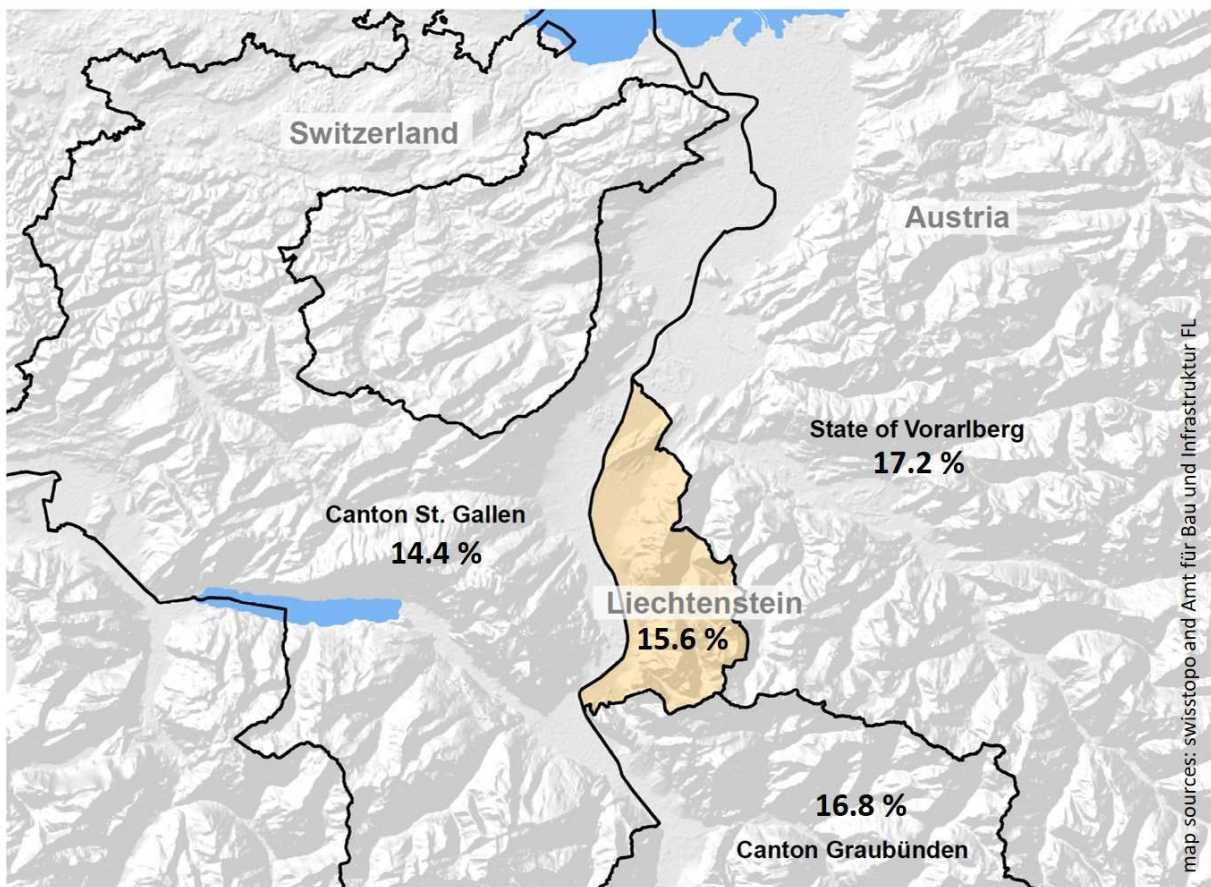 Switzerland
Austria
State of Vorarlberg
17.2 %
Canton St. Gallen
14.4 %
Liechtenstein
15.6 %
16.8 %
Canton Graubünden
map sources: swisstopo and Amt für Bau und Infrastruktur FL